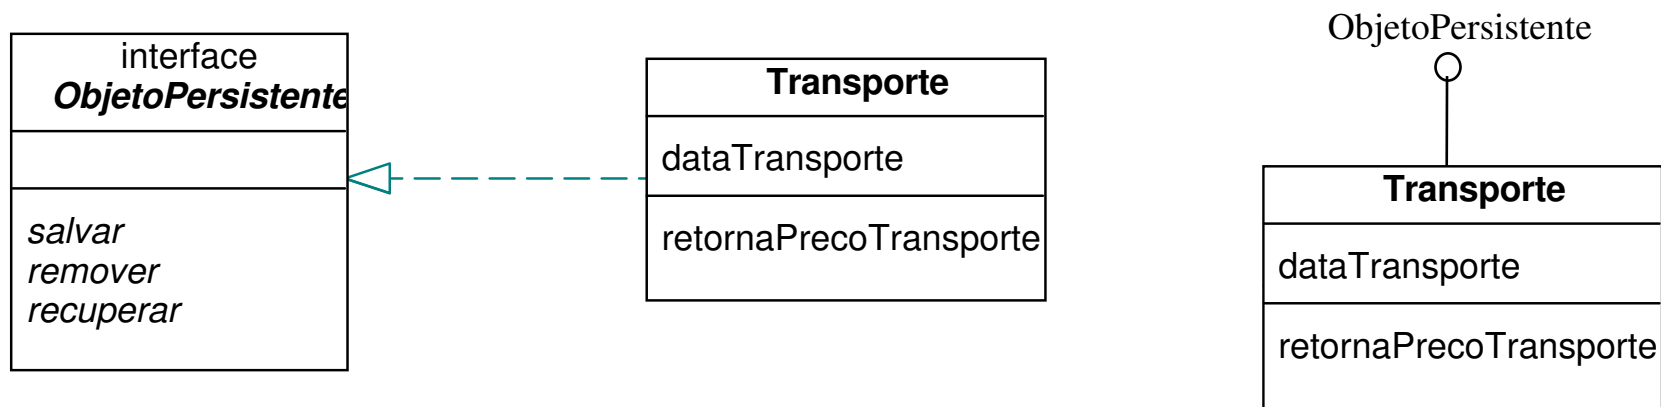 interface
ObjetoPersistente
salvar
remover
recuperar
Transporte
dataTransporte
retornaPrecoTransporte
ObjetoPersistente
Transporte
dataTransporte
retornaPrecoTransporte